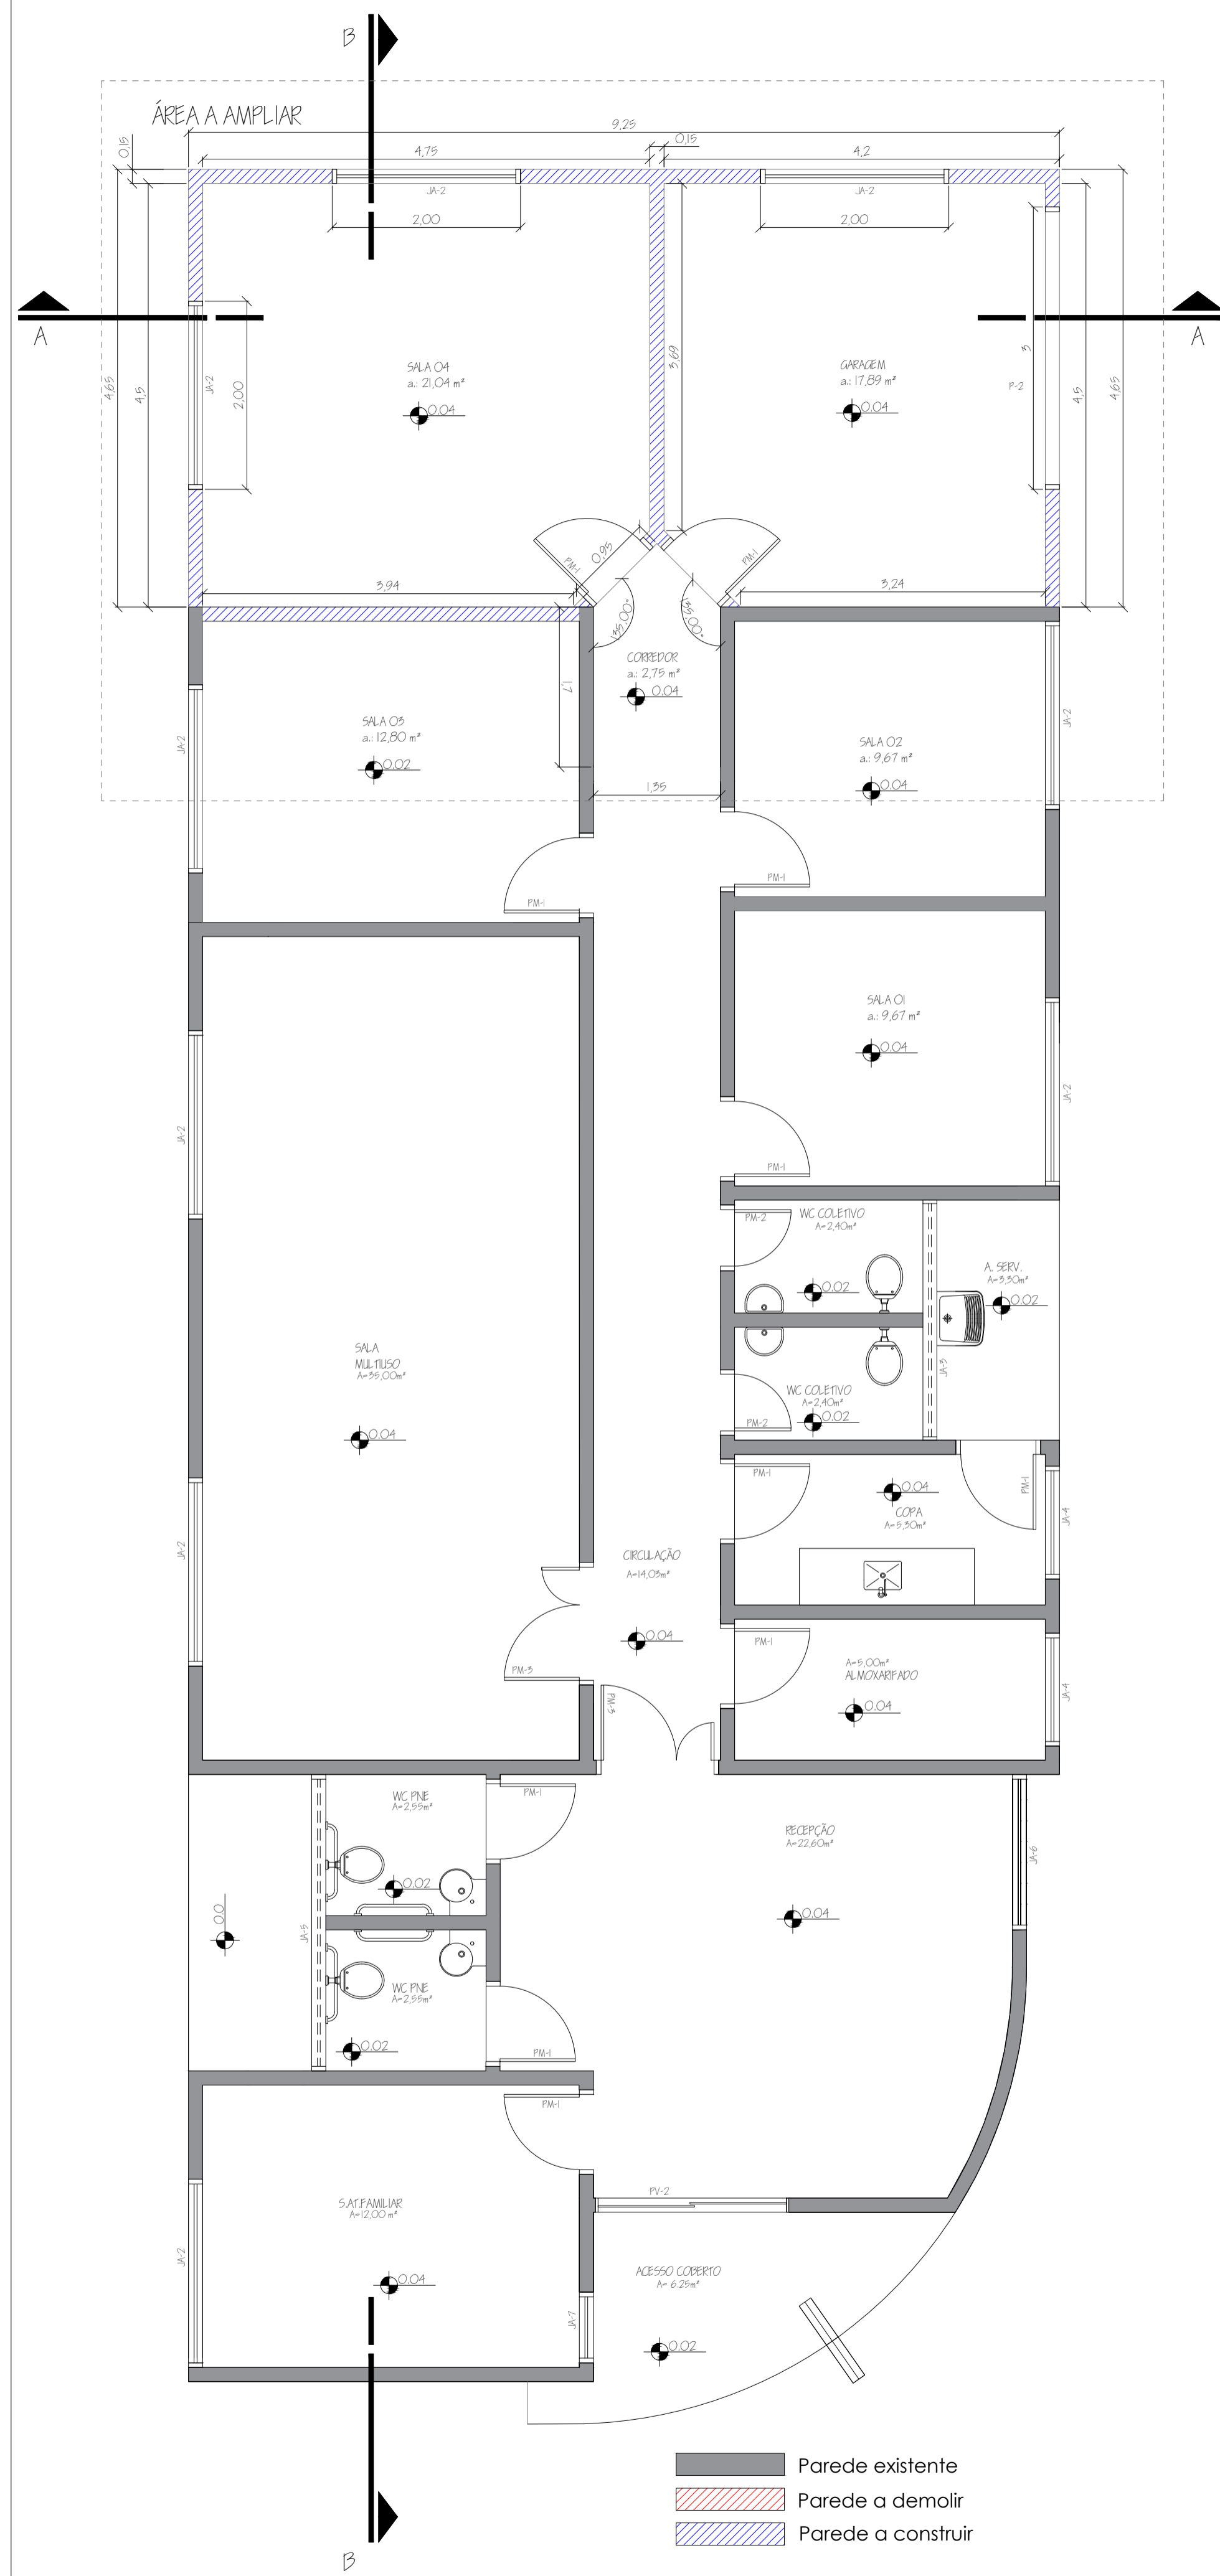 B
ÁREA A AMPLIAR
9,25
0,15
4,75
0,15
4,2
JA-2
JA-2
2,00
2,00
A
A
4,65
4,5
JA-2
2,00
SALA 04
a.: 21,04 m²
0.04
3,69
GARAGEM
a.: 17,89 m²
0.04
3
P-2
4,5
4,65
PM-1
0,95
PM-1
3,94
3,24
135,00°
135,00°
CORREDOR
a.: 2,75 m²
0.04
1,7
SALA 03
a.: 12,80 m²
0.02
JA-2
SALA 02
a.: 9,67 m²
0.04
JA-2
1,35
PM-1
PM-1
SALA 01
a.: 9,67 m²
0.04
JA-2
JA-2
PM-1
PM-2
WC COLETIVO
A=2,40m²
0.02
A. SERV.
A=3,30m²
0.02
SALA
MULTIUSO
A=35,00m²
0.04
WC COLETIVO
A=2,40m²
0.02
JA-3
PM-2
PM-1
PM-1
0.04
COPA
A=5,30m²
JA-4
JA-2
CIRCULAÇÃO
A=14,03m²
0.04
PM-1
PM-3
A=5,00m²
ALMOXARIFADO
0.04
JA-4
PM-5
WC PNE
A=2,55m²
0.02
PM-1
RECEPÇÃO
A=22,60m²
0.04
JA-6
0.0
JA-5
WC PNE
A=2,55m²
0.02
PM-1
PM-1
S.AT.FAMILIAR
A=12,00 m²
0.04
JA-2
PV-2
ACESSO COBERTO
A= 6.25m²
0.02
JA-7
Parede existente
Parede a demolir
Parede a construir
B